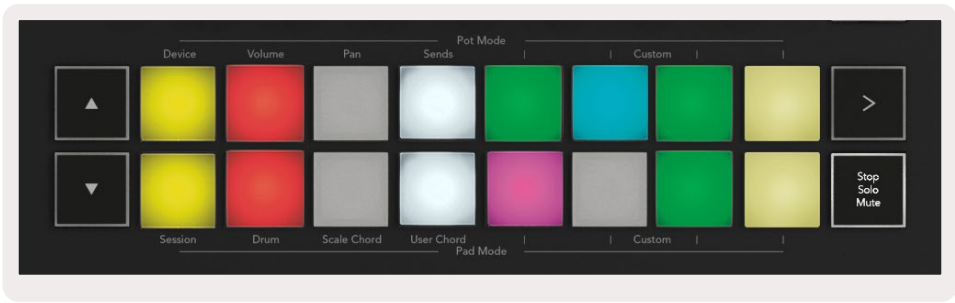 Pot Mode
Device Volume Pan Sends Custom
Stop
Solo
Mute
Session Drum Scale Chord User Chord Custom
Pad Mode